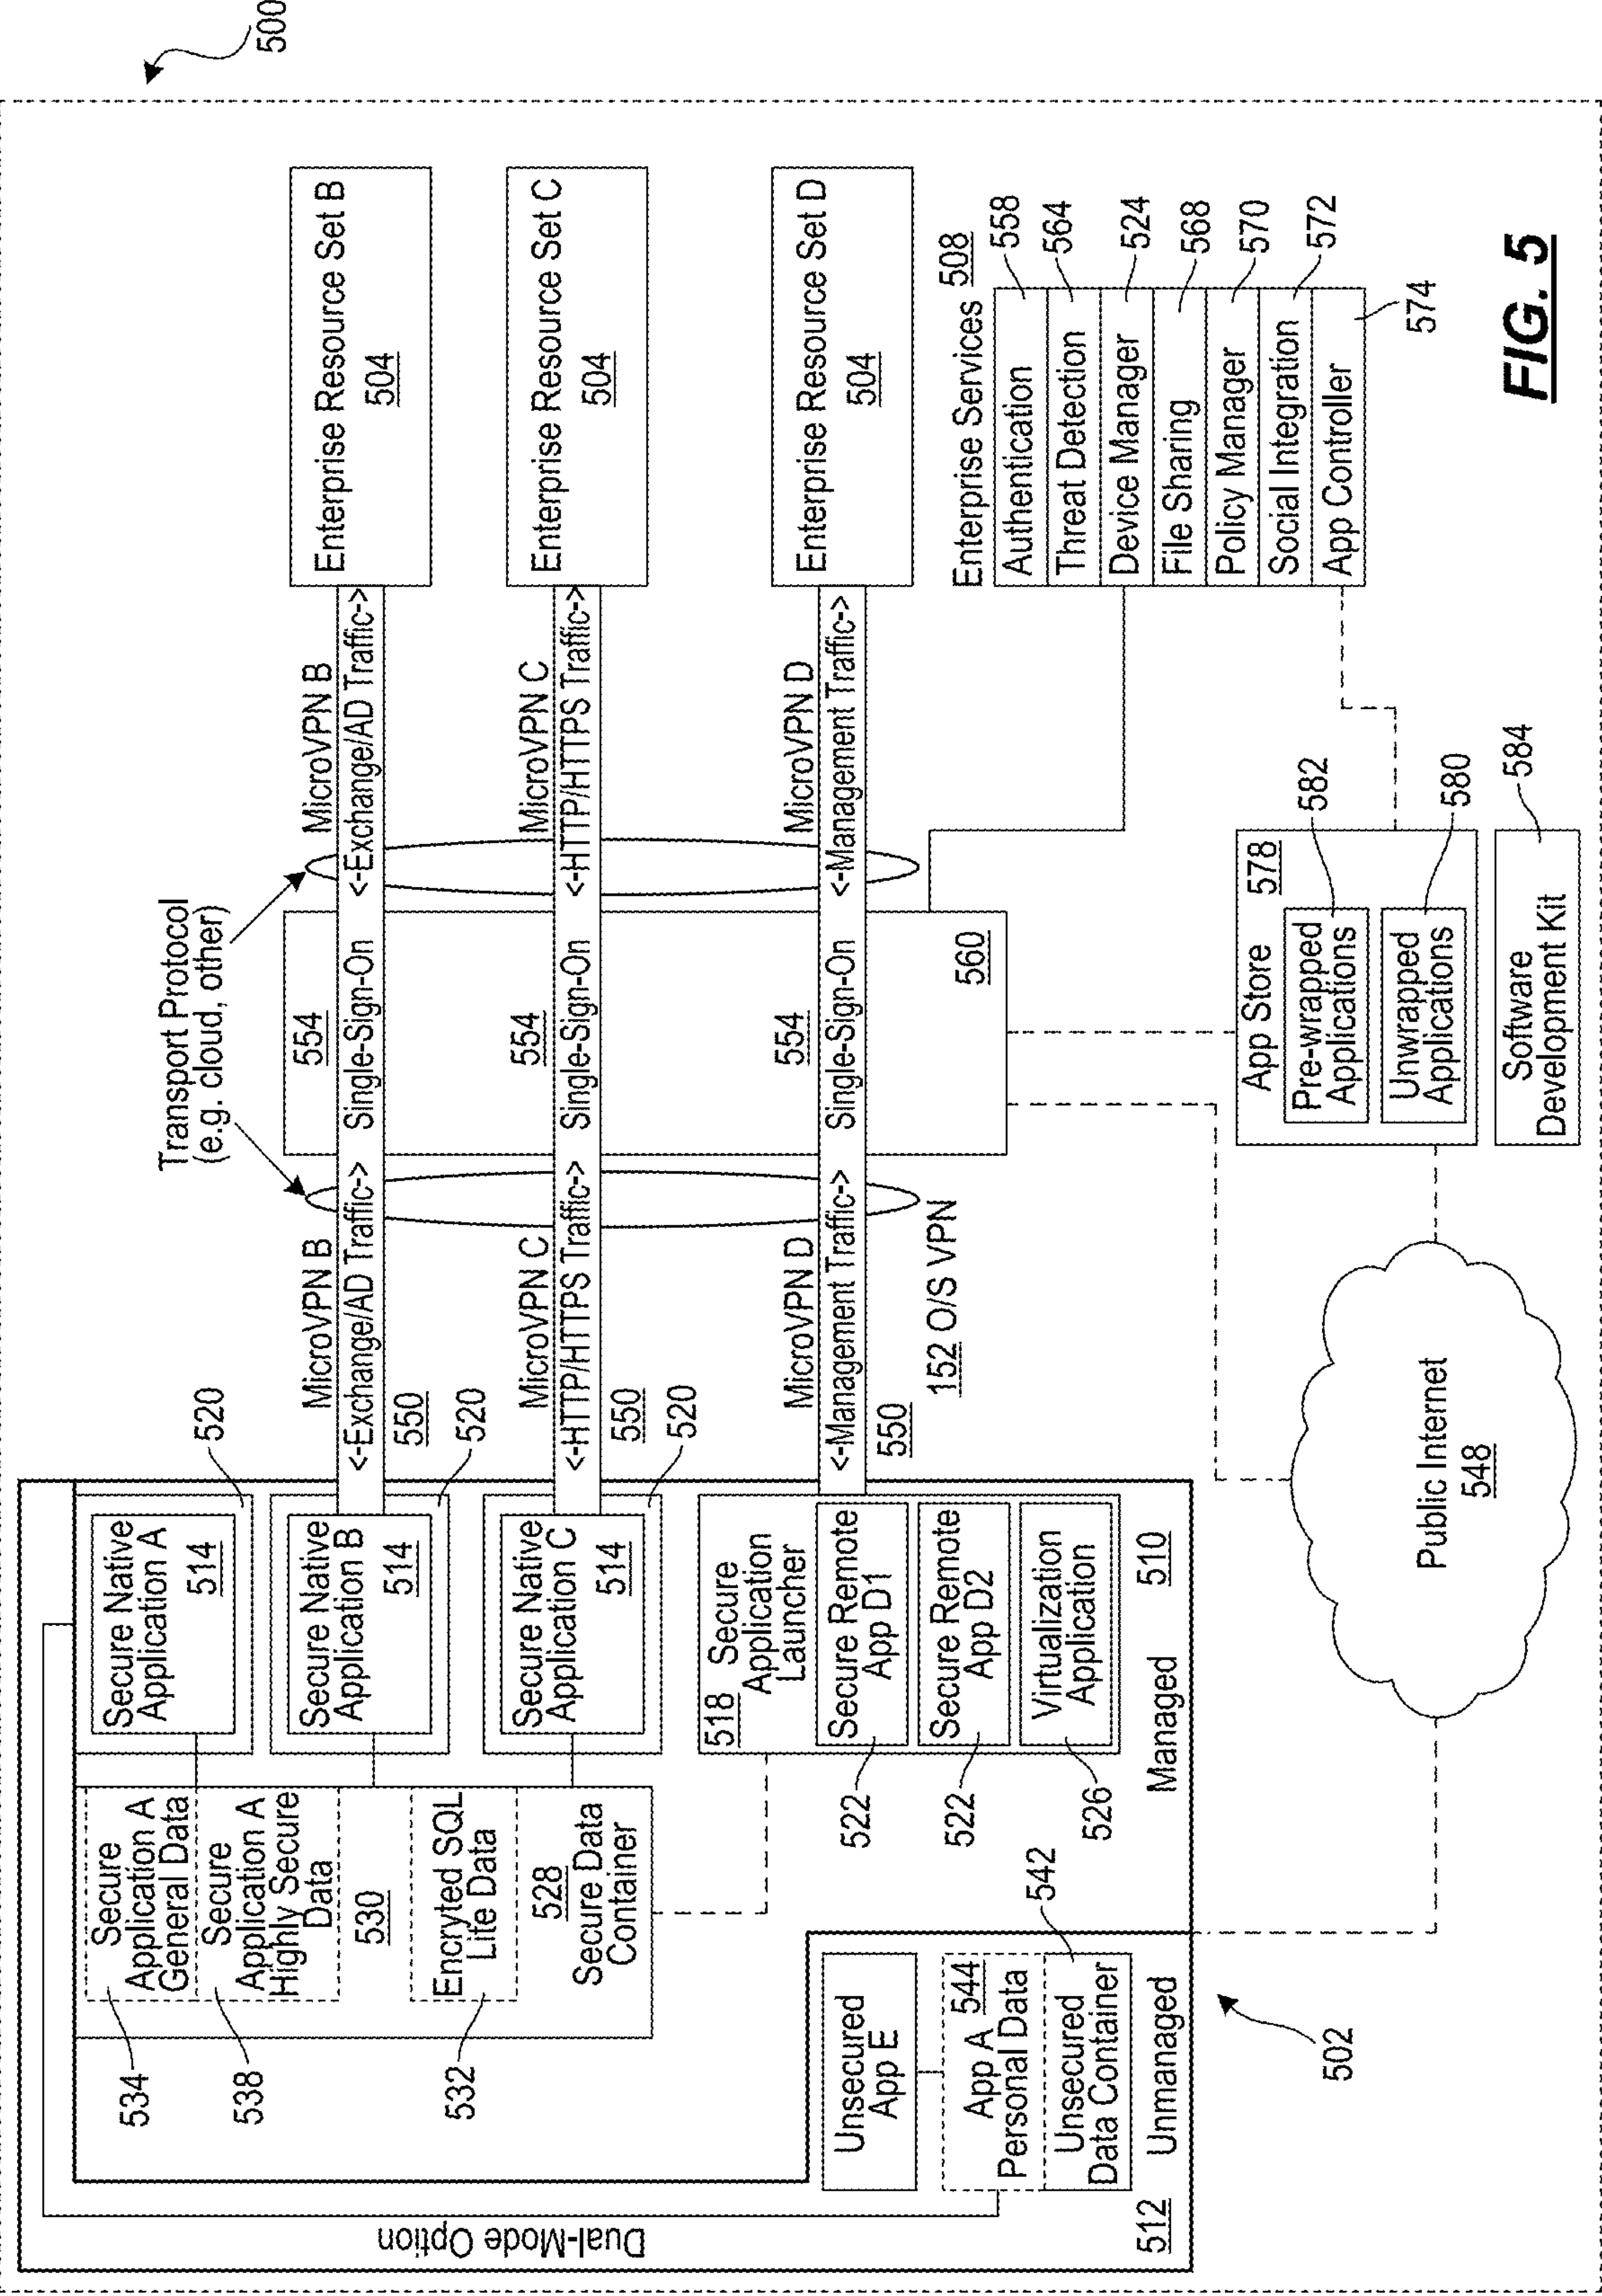 500
Dual-Mode Option
534
Secure
Application A
General Data
538
Secure
Application A
Highly Secure
Data
530
532
Encryted SQL
Lite Data
528
Secure Data
Container
Secure Native
Application A
514
520
Secure Native
Application B
514
520
Secure Native
Application C
514
520
518
Secure
Application
Launcher
522
Secure Remote
App D1
522
Secure Remote
App D2
526
Virtualization
Application
Managed
510
Unsecured
App E
544
App A
Personal Data
542
Unsecured
Data Container
Unmanaged
512
502
Transport Protocol
(e.g. cloud, other)
MicroVPN B
<-Exchange/AD Traffic->
550
554
Single-Sign-On
MicroVPN B
<-Exchange/AD Traffic->
Enterprise Resource Set B
504
MicroVPN C
<-HTTP/HTTPS Traffic->
550
554
Single-Sign-On
MicroVPN C
<-HTTP/HTTPS Traffic->
Enterprise Resource Set C
504
MicroVPN D
<-Management Traffic->
550
554
Single-Sign-On
MicroVPN D
<-Management Traffic->
Enterprise Resource Set D
504
152 O/S VPN
560
Enterprise Services 508
Authentication
558
Threat Detection
564
Device Manager
524
File Sharing
568
Policy Manager
570
Social Integration
572
App Controller
574
Public Internet
548
App Store 578
Pre-wrapped
Applications
582
Unwrapped
Applications
580
Software
Development Kit
584
FIG. 5